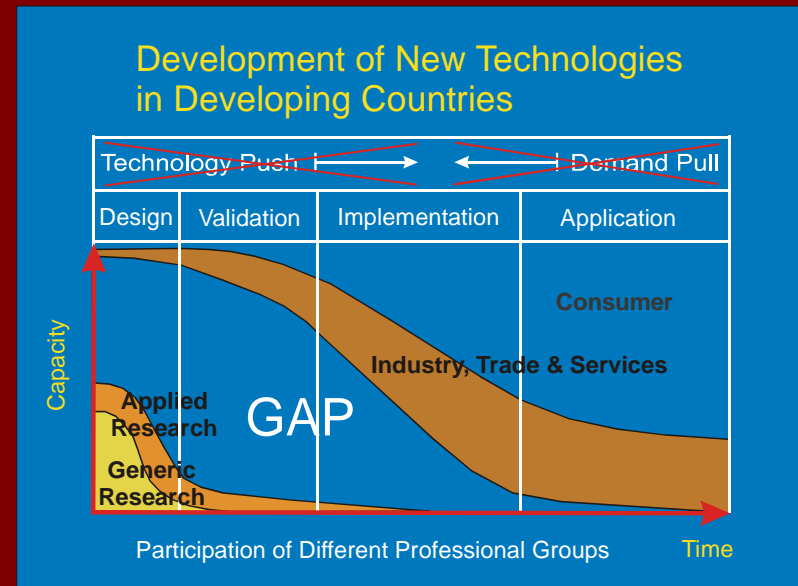 Development of New Technologies
in Developing Countries
Technology Push
Demand Pull
Design
Validation
Implementation
Application
Consumer
Industry, Trade & Services
Applied
Research
GAP
Generic
Research
Capacity
Participation of Different Professional Groups
Time